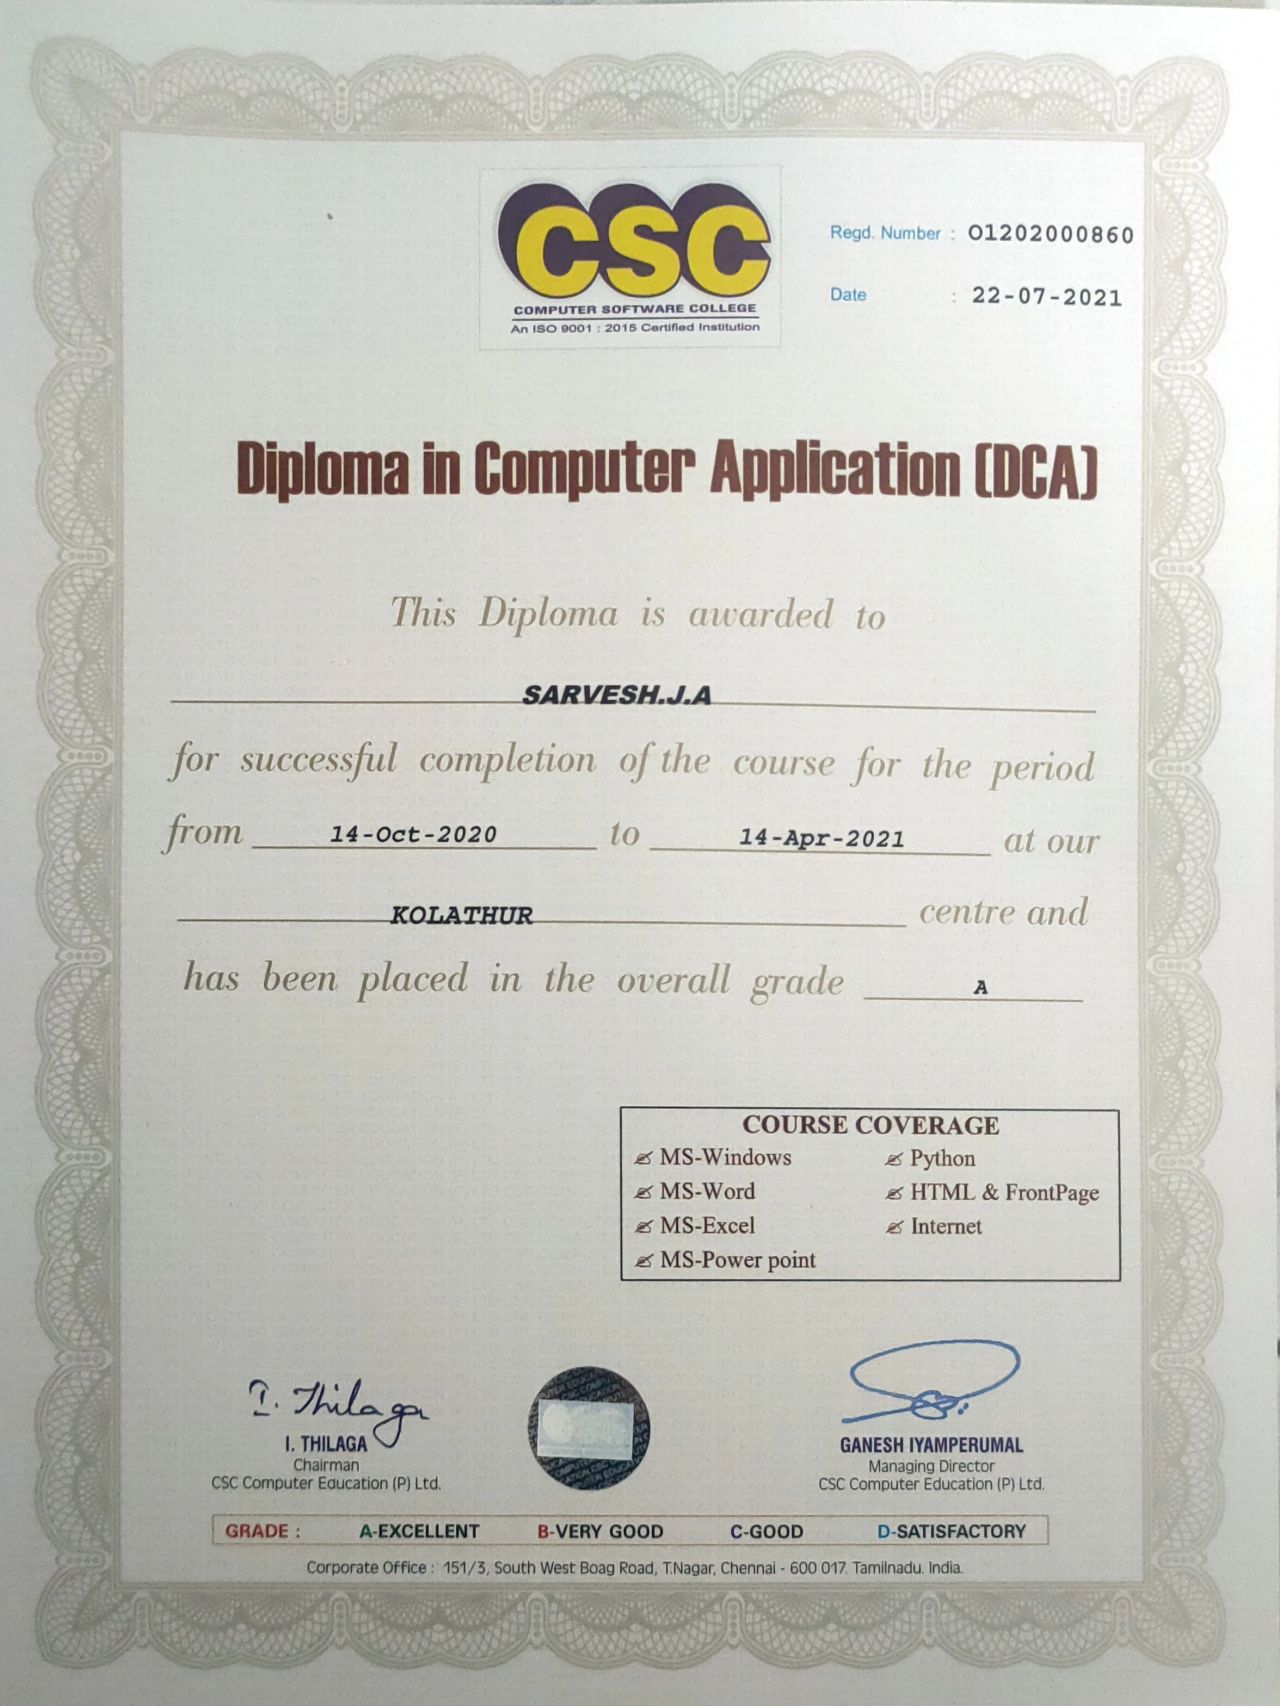 CSC
COMPUTER SOFTWARE COLLEGE
An ISO 9001 : 2015 Certified Institution
Regd. Number : O1202000860
Date : 22-07-2021
Diploma in Computer Application (DCA)
This Diploma is awarded to
SARVESH.J.A
for successful completion of the course for the period
from 14-Oct-2020 to 14-Apr-2021 at our
KOLATHUR centre and
has been placed in the overall grade A
COURSE COVERAGE
MS-Windows
MS-Word
MS-Excel
MS-Power point
Python
HTML & FrontPage
Internet
I. Thilaga
I. THILAGA
Chairman
CSC Computer Education (P) Ltd.
GANESH IYAMPERUMAL
Managing Director
CSC Computer Education (P) Ltd.
GRADE : A-EXCELLENT B-VERY GOOD C-GOOD D-SATISFACTORY
Corporate Office : 151/3, South West Boag Road, T.Nagar, Chennai - 600 017. Tamilnadu. India.